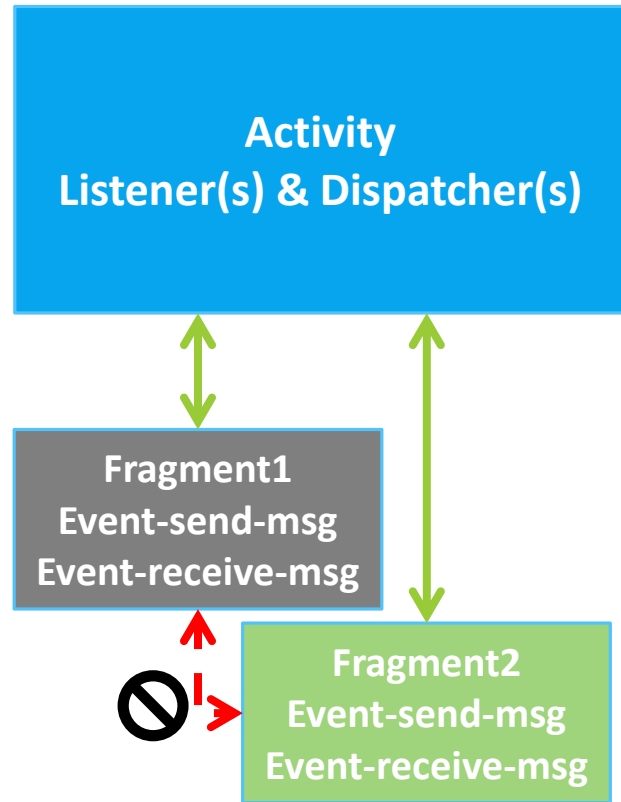 Activity
Listener(s) & Dispatcher(s)
Fragment1
Event-send-msg
Event-receive-msg
Fragment2
Event-send-msg
Event-receive-msg